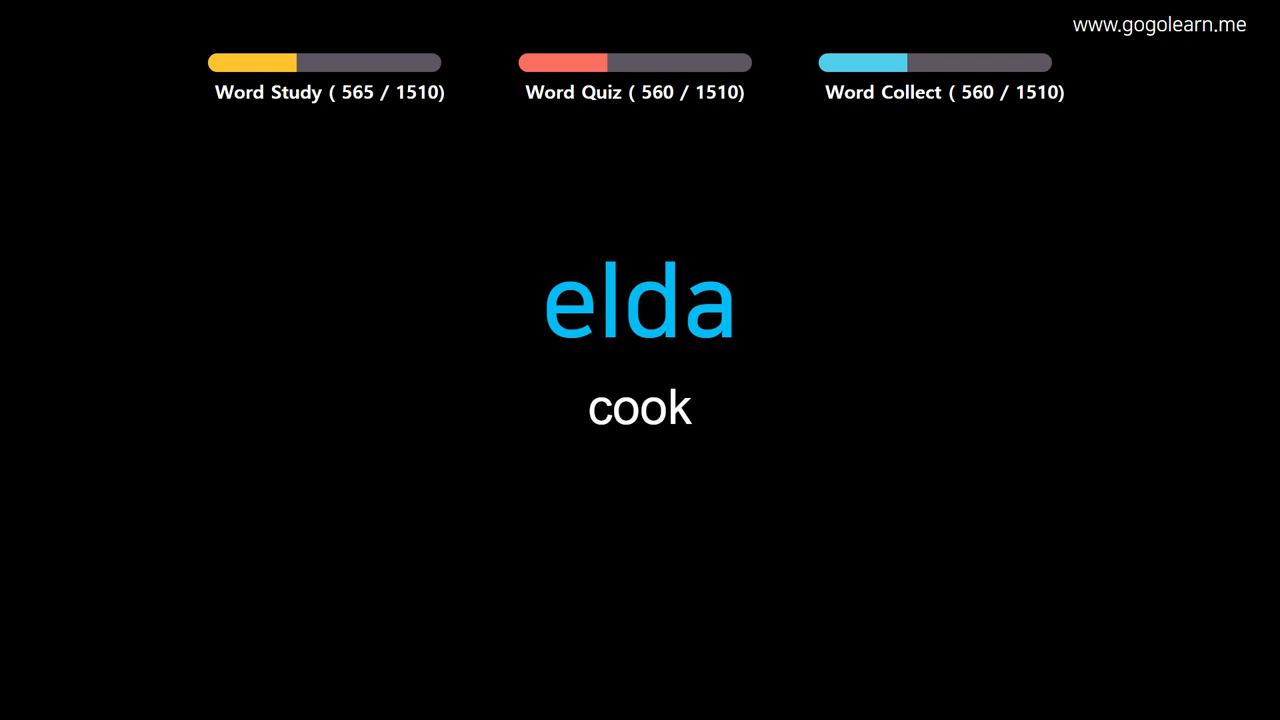 www.gogolearn.me
Word Study ( 565 / 1510)
Word Quiz ( 560 / 1510)
Word Collect ( 560 / 1510)
elda
cook